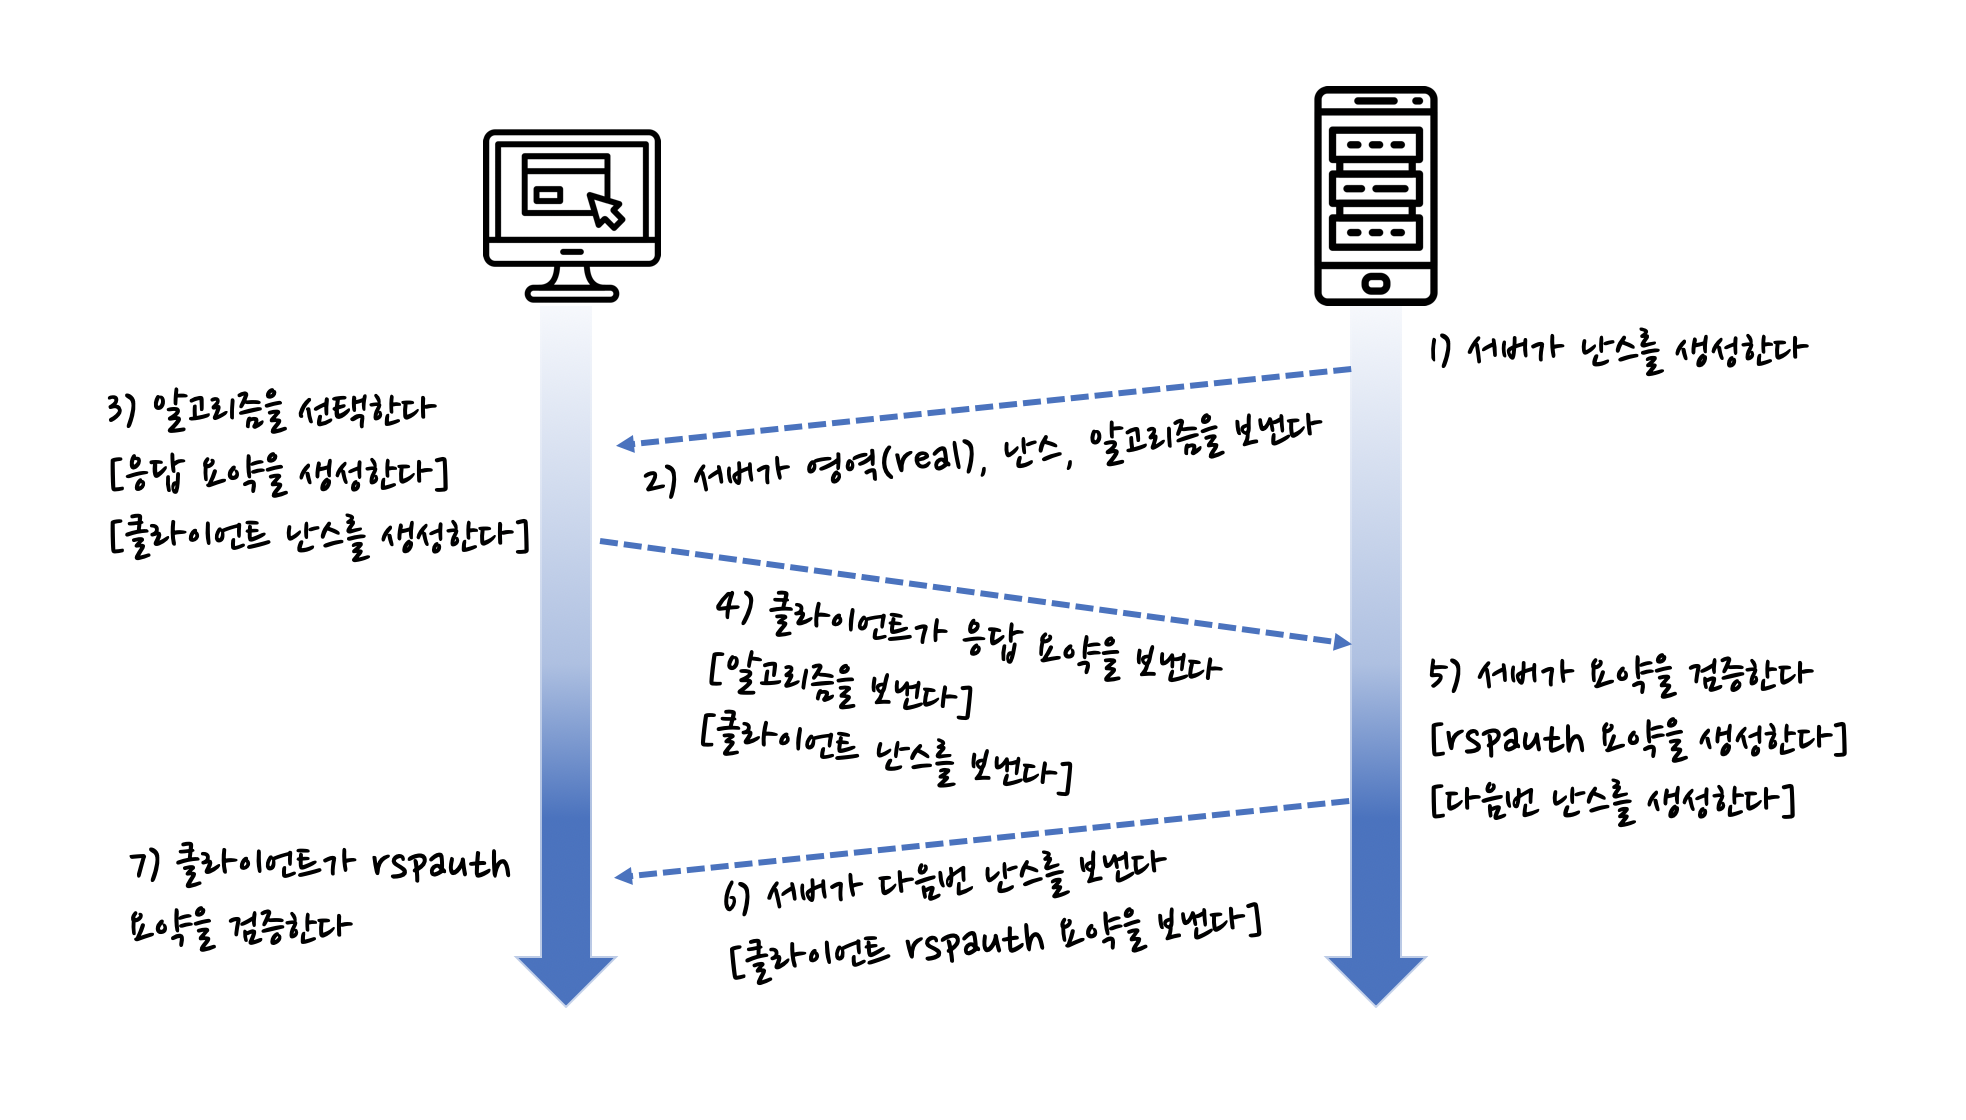 1) 서버가 난스를 생성한다
2) 서버가 영역(real), 난스, 알고리즘을 보낸다
3) 알고리즘을 선택한다
[응답 요약을 생성한다]
[클라이언트 난스를 생성한다]
4) 클라이언트가 응답 요약을 보낸다
[알고리즘을 보낸다]
[클라이언트 난스를 보낸다]
5) 서버가 요약을 검증한다
[rspauth 요약을 생성한다]
[다음번 난스를 생성한다]
6) 서버가 다음번 난스를 보낸다
[클라이언트 rspauth 요약을 보낸다]
7) 클라이언트가 rspauth
요약을 검증한다